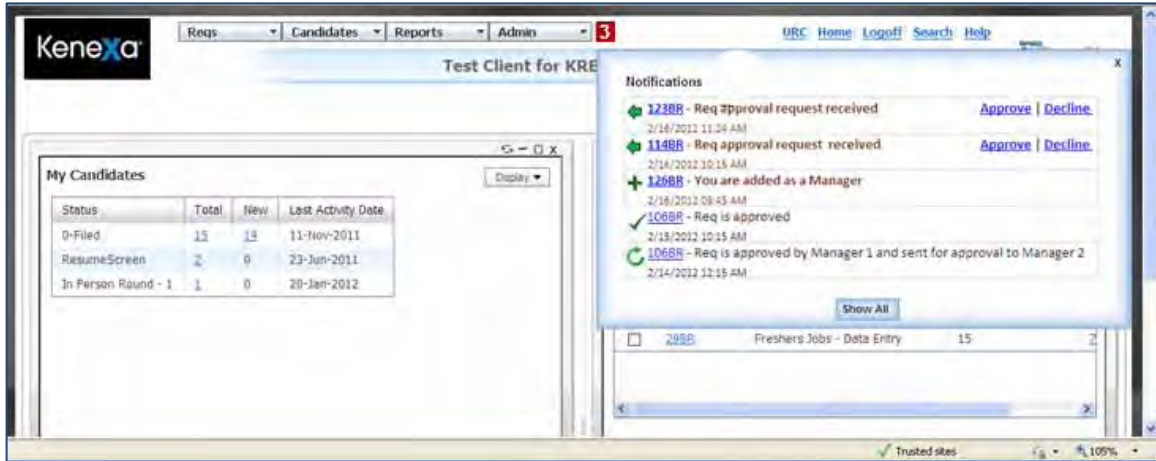 Kenexa
Reqs Candidates Reports Admin 3
URC Home Logoff Search Help
Test Client for KRE
x
Notifications
123BR - Req approval request received Approve | Decline
2/16/2012 11:24 AM
114BR - Req approval request received Approve | Decline
2/16/2012 10:15 AM
126BR - You are added as a Manager
2/16/2012 09:45 AM
106BR - Req is approved
2/15/2012 10:15 AM
106BR - Req is approved by Manager 1 and sent for approval to Manager 2
2/14/2012 12:15 AM
Show All
My Candidates Display
Status Total New Last Activity Date
0-Filed 15 14 11-Nov-2011
ResumeScreen 2 0 23-Jun-2011
In Person Round - 1 1 0 20-Jan-2012
29BR Freshers Jobs - Data Entry 15 2
Trusted sites 105%